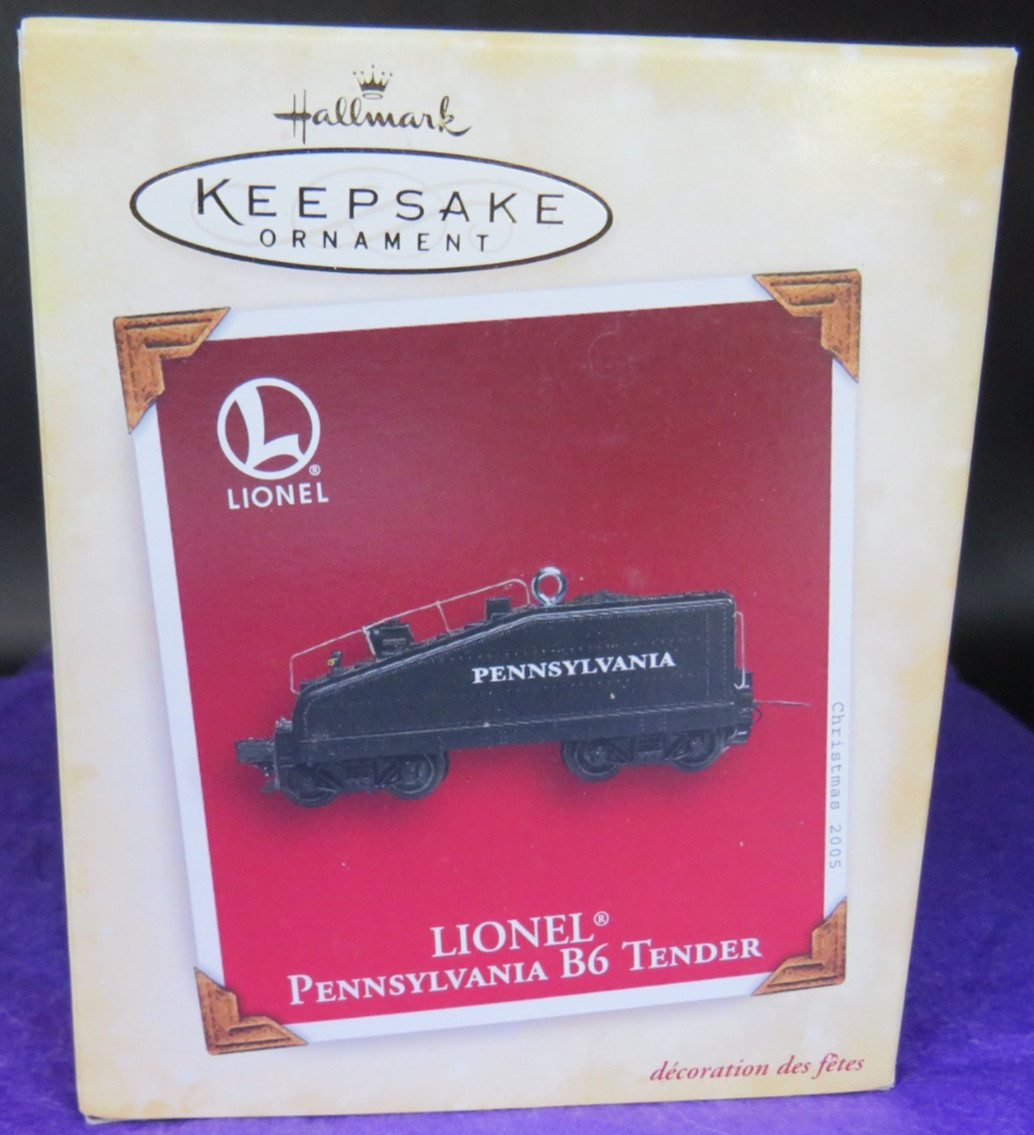 Hallmark
KEEPSAKE
ORNAMENT
L
®
LIONEL
PENNSYLVANIA
Christmas 2005
LIONEL®
PENNSYLVANIA B6 TENDER
décoration des fêtes